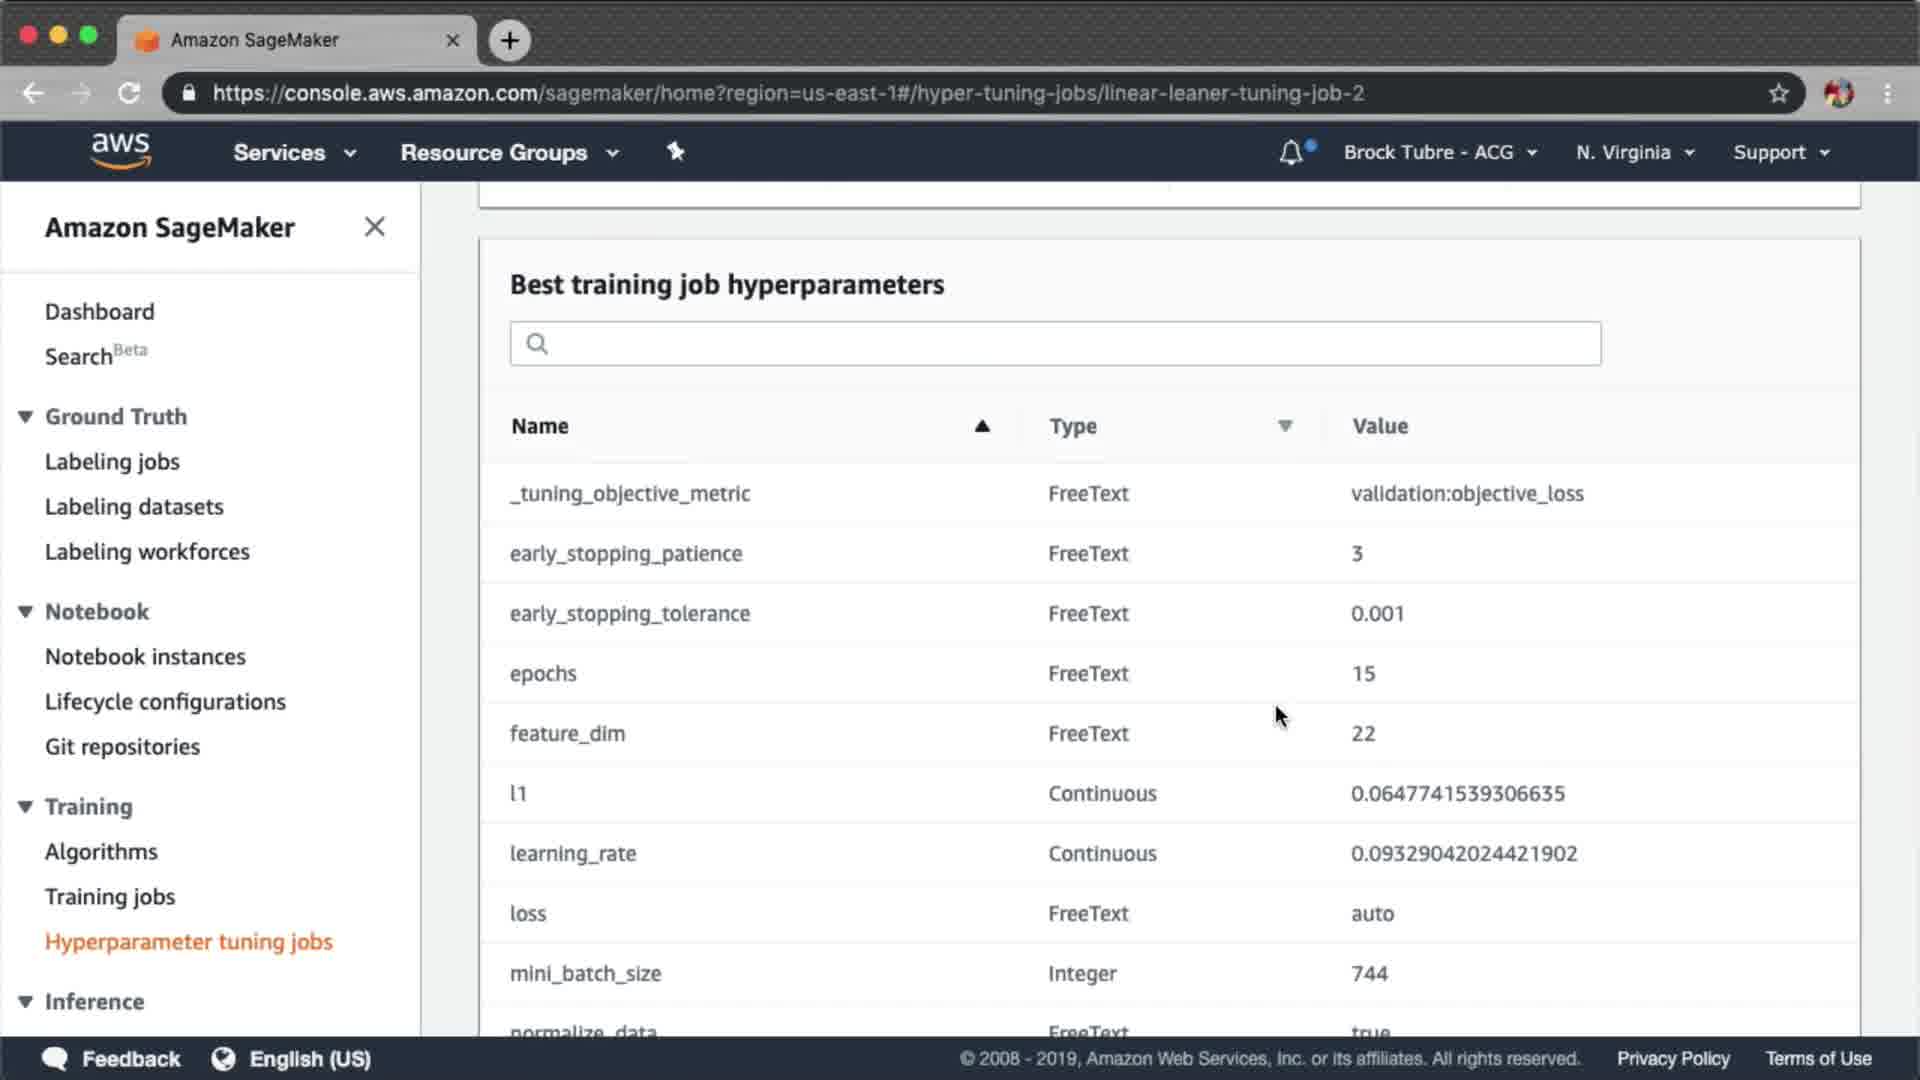 Amazon SageMaker
https://console.aws.amazon.com/sagemaker/home?region=us-east-1#/hyper-tuning-jobs/linear-leaner-tuning-job-2
aws Services Resource Groups Brock Tubre - ACG N. Virginia Support
Amazon SageMaker
Dashboard
Search Beta
Ground Truth
Labeling jobs
Labeling datasets
Labeling workforces
Notebook
Notebook instances
Lifecycle configurations
Git repositories
Training
Algorithms
Training jobs
Hyperparameter tuning jobs
Inference
Best training job hyperparameters
Name Type Value
_tuning_objective_metric FreeText validation:objective_loss
early_stopping_patience FreeText 3
early_stopping_tolerance FreeText 0.001
epochs FreeText 15
feature_dim FreeText 22
l1 Continuous 0.0647741539306635
learning_rate Continuous 0.09329042024421902
loss FreeText auto
mini_batch_size Integer 744
normalize_data FreeText true
Feedback English (US) © 2008 - 2019, Amazon Web Services, Inc. or its affiliates. All rights reserved. Privacy Policy Terms of Use